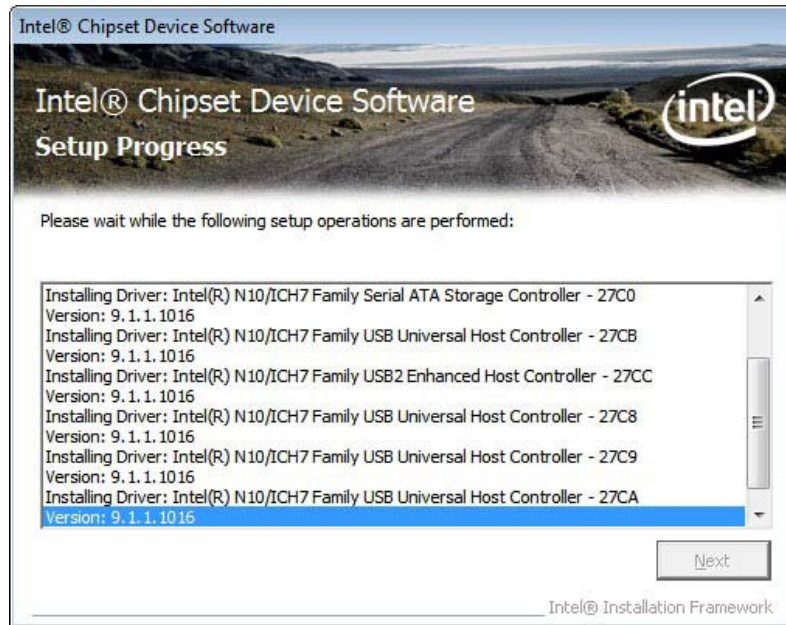 Intel® Chipset Device Software
Intel® Chipset Device Software
intel
Setup Progress
Please wait while the following setup operations are performed:
Installing Driver: Intel(R) N10/ICH7 Family Serial ATA Storage Controller - 27C0
Version: 9.1.1.1016
Installing Driver: Intel(R) N10/ICH7 Family USB Universal Host Controller - 27CB
Version: 9.1.1.1016
Installing Driver: Intel(R) N10/ICH7 Family USB2 Enhanced Host Controller - 27CC
Version: 9.1.1.1016
Installing Driver: Intel(R) N10/ICH7 Family USB Universal Host Controller - 27C8
Version: 9.1.1.1016
Installing Driver: Intel(R) N10/ICH7 Family USB Universal Host Controller - 27C9
Version: 9.1.1.1016
Installing Driver: Intel(R) N10/ICH7 Family USB Universal Host Controller - 27CA
Version: 9.1.1.1016
Next
Intel® Installation Framework